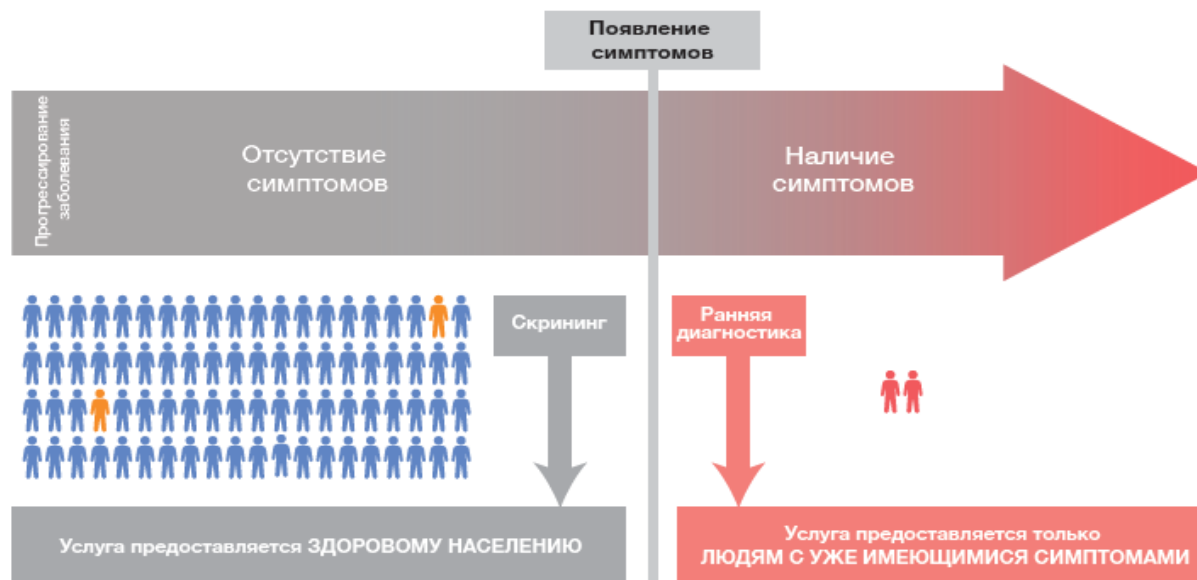 Появление
симптомов
Прогрессирование
заболевания
Отсутствие
симптомов
Наличие
симптомов
Скрининг
Ранняя
диагностика
Услуга предоставляется ЗДОРОВОМУ НАСЕЛЕНИЮ
Услуга предоставляется только
ЛЮДЯМ С УЖЕ ИМЕЮЩИМИСЯ СИМПТОМАМИ